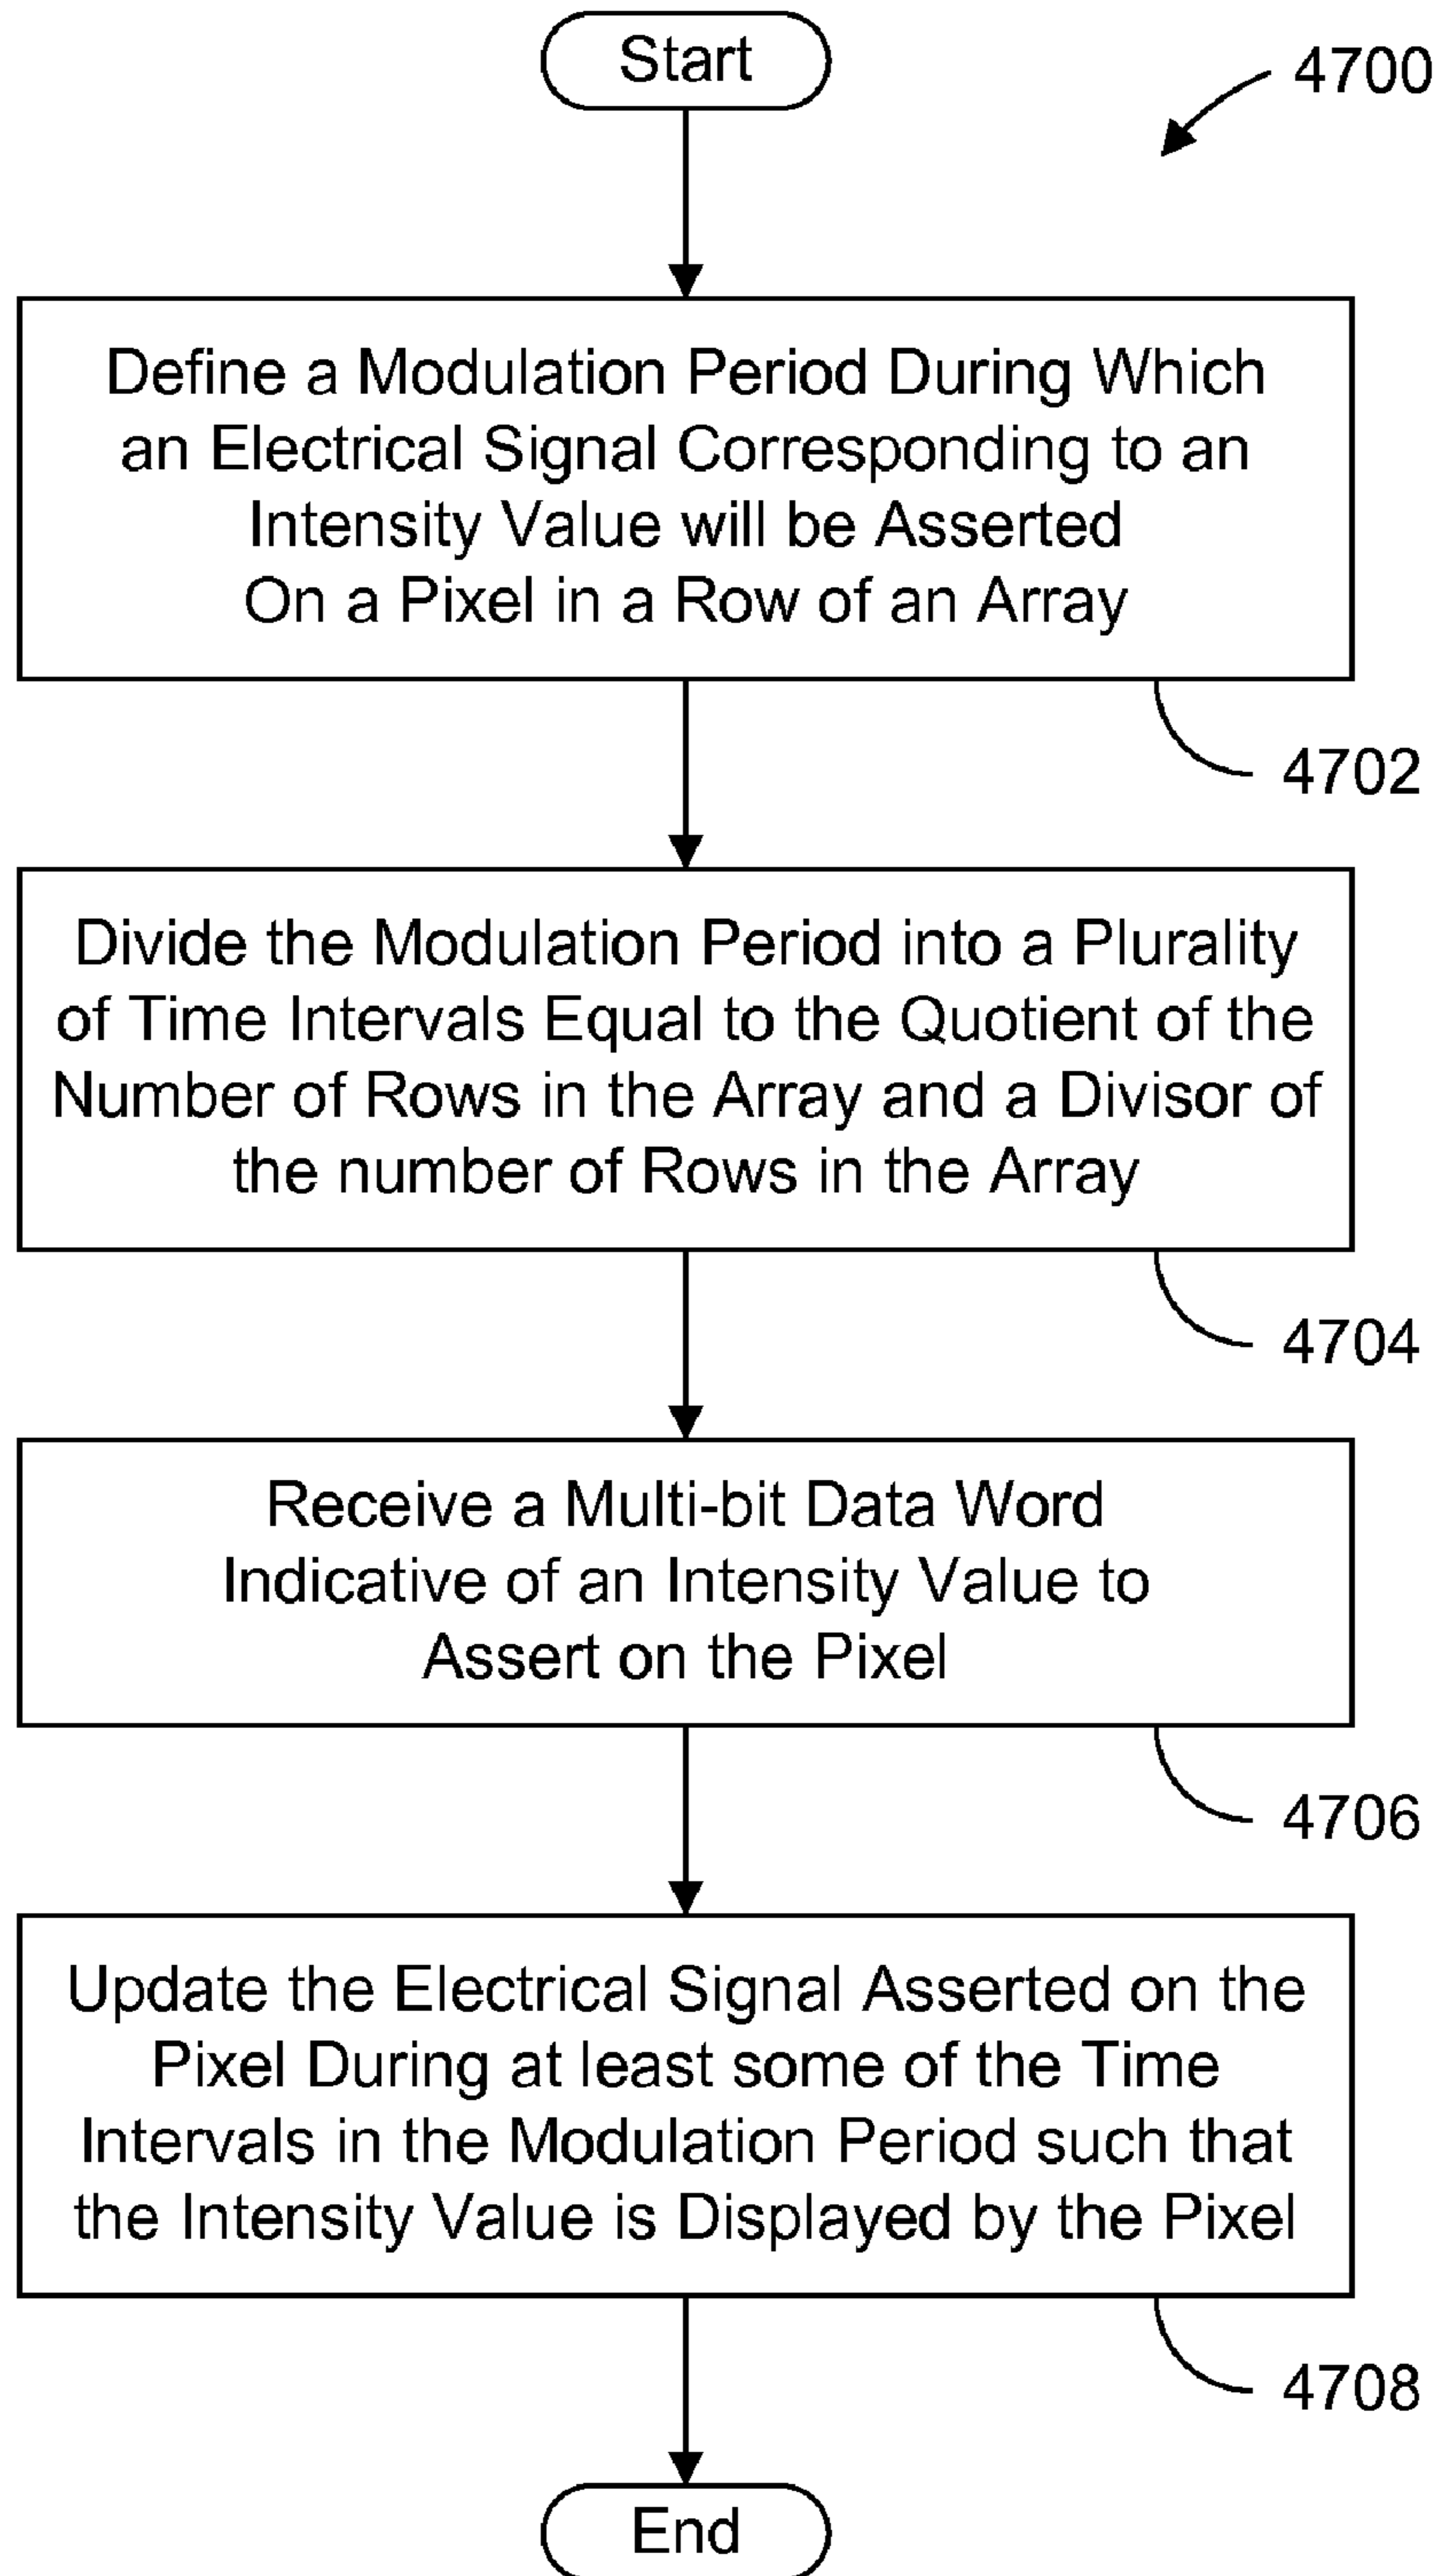 Start
4700
Define a Modulation Period During Which
an Electrical Signal Corresponding to an
Intensity Value will be Asserted
On a Pixel in a Row of an Array
4702
Divide the Modulation Period into a Plurality
of Time Intervals Equal to the Quotient of the
Number of Rows in the Array and a Divisor of
the number of Rows in the Array
4704
Receive a Multi-bit Data Word
Indicative of an Intensity Value to
Assert on the Pixel
4706
Update the Electrical Signal Asserted on the
Pixel During at least some of the Time
Intervals in the Modulation Period such that
the Intensity Value is Displayed by the Pixel
4708
End